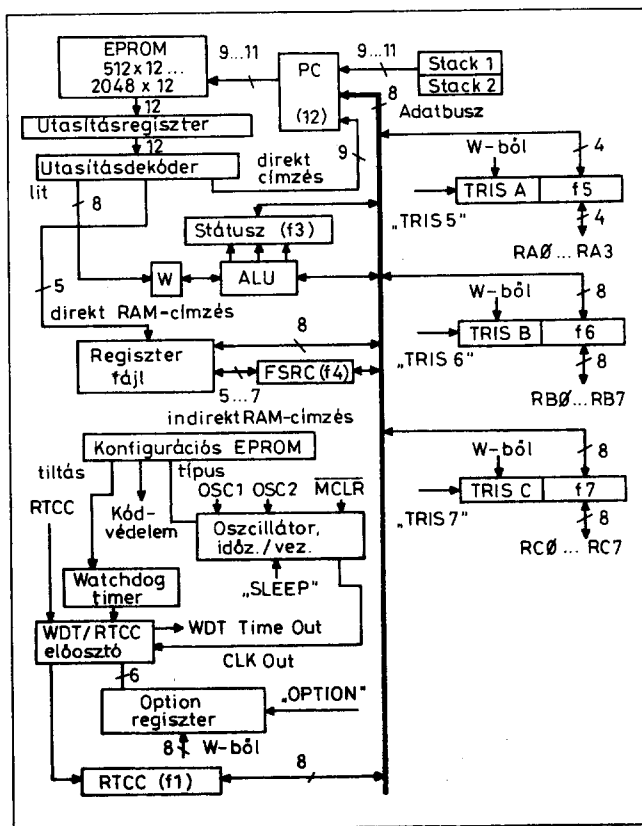 EPROM
512 x 12 ...
2048 x 12
9...11
PC
(12)
9...11
Stack 1
Stack 2
8
Adatbusz
12
Utasításregiszter
12
Utasításdekóder
direkt
címzés
9
lit
8
Státusz (f3)
W
ALU
5
direkt RAM-címzés
8
Regiszter
fájl
FSRC (f4)
5...7
indirekt RAM-címzés
W-ből
4
TRIS A
f5
„TRIS 5"
4
RAØ... RA3
W-ből
8
TRIS B
f6
„TRIS 6"
8
RBØ... RB7
W-ből
8
TRIS C
f7
„TRIS 7"
8
RCØ... RC7
Konfigurációs EPROM
tiltás
típus
RTCC
Kód-
védelem
OSC1 OSC2 MCLR
Oszcillátor,
időz./vez.
„SLEEP"
Watchdog
timer
WDT/RTCC
előosztó
WDT Time Out
CLK Out
6
Option
regiszter
„OPTION"
8
W-ből
RTCC (f1)
8